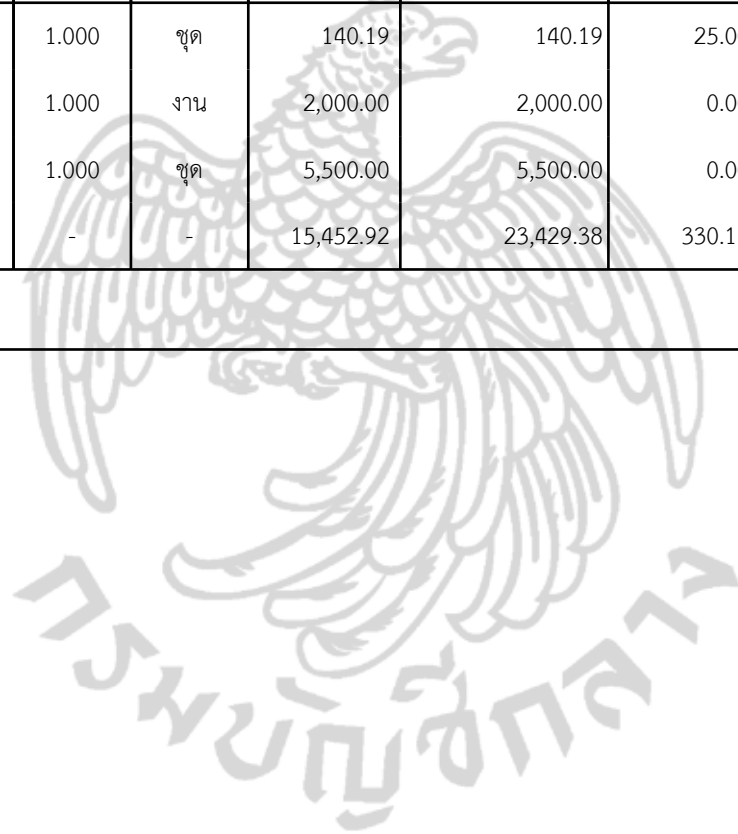 1.000 ชุด 140.19 140.19 25.0
1.000 งาน 2,000.00 2,000.00 0.0
1.000 ชุด 5,500.00 5,500.00 0.0
- - 15,452.92 23,429.38 330.1
กรมบัญชีกลาง